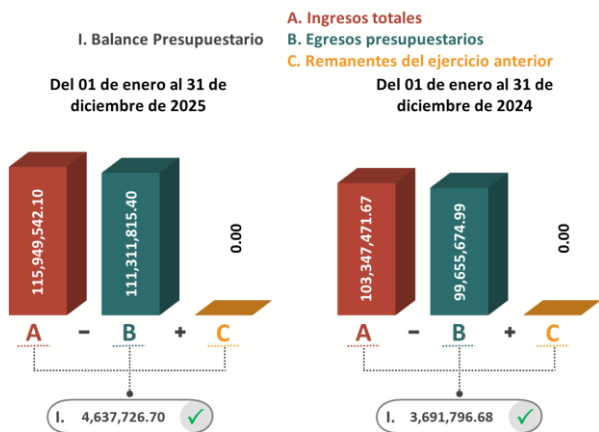 A. Ingresos totales
I. Balance Presupuestario
B. Egresos presupuestarios
C. Remanentes del ejercicio anterior
Del 01 de enero al 31 de
diciembre de 2025
115,949,542.10
111,311,815.40
0.00
A − B + C
I. 4,637,726.70
Del 01 de enero al 31 de
diciembre de 2024
103,347,471.67
99,655,674.99
0.00
A − B + C
I. 3,691,796.68